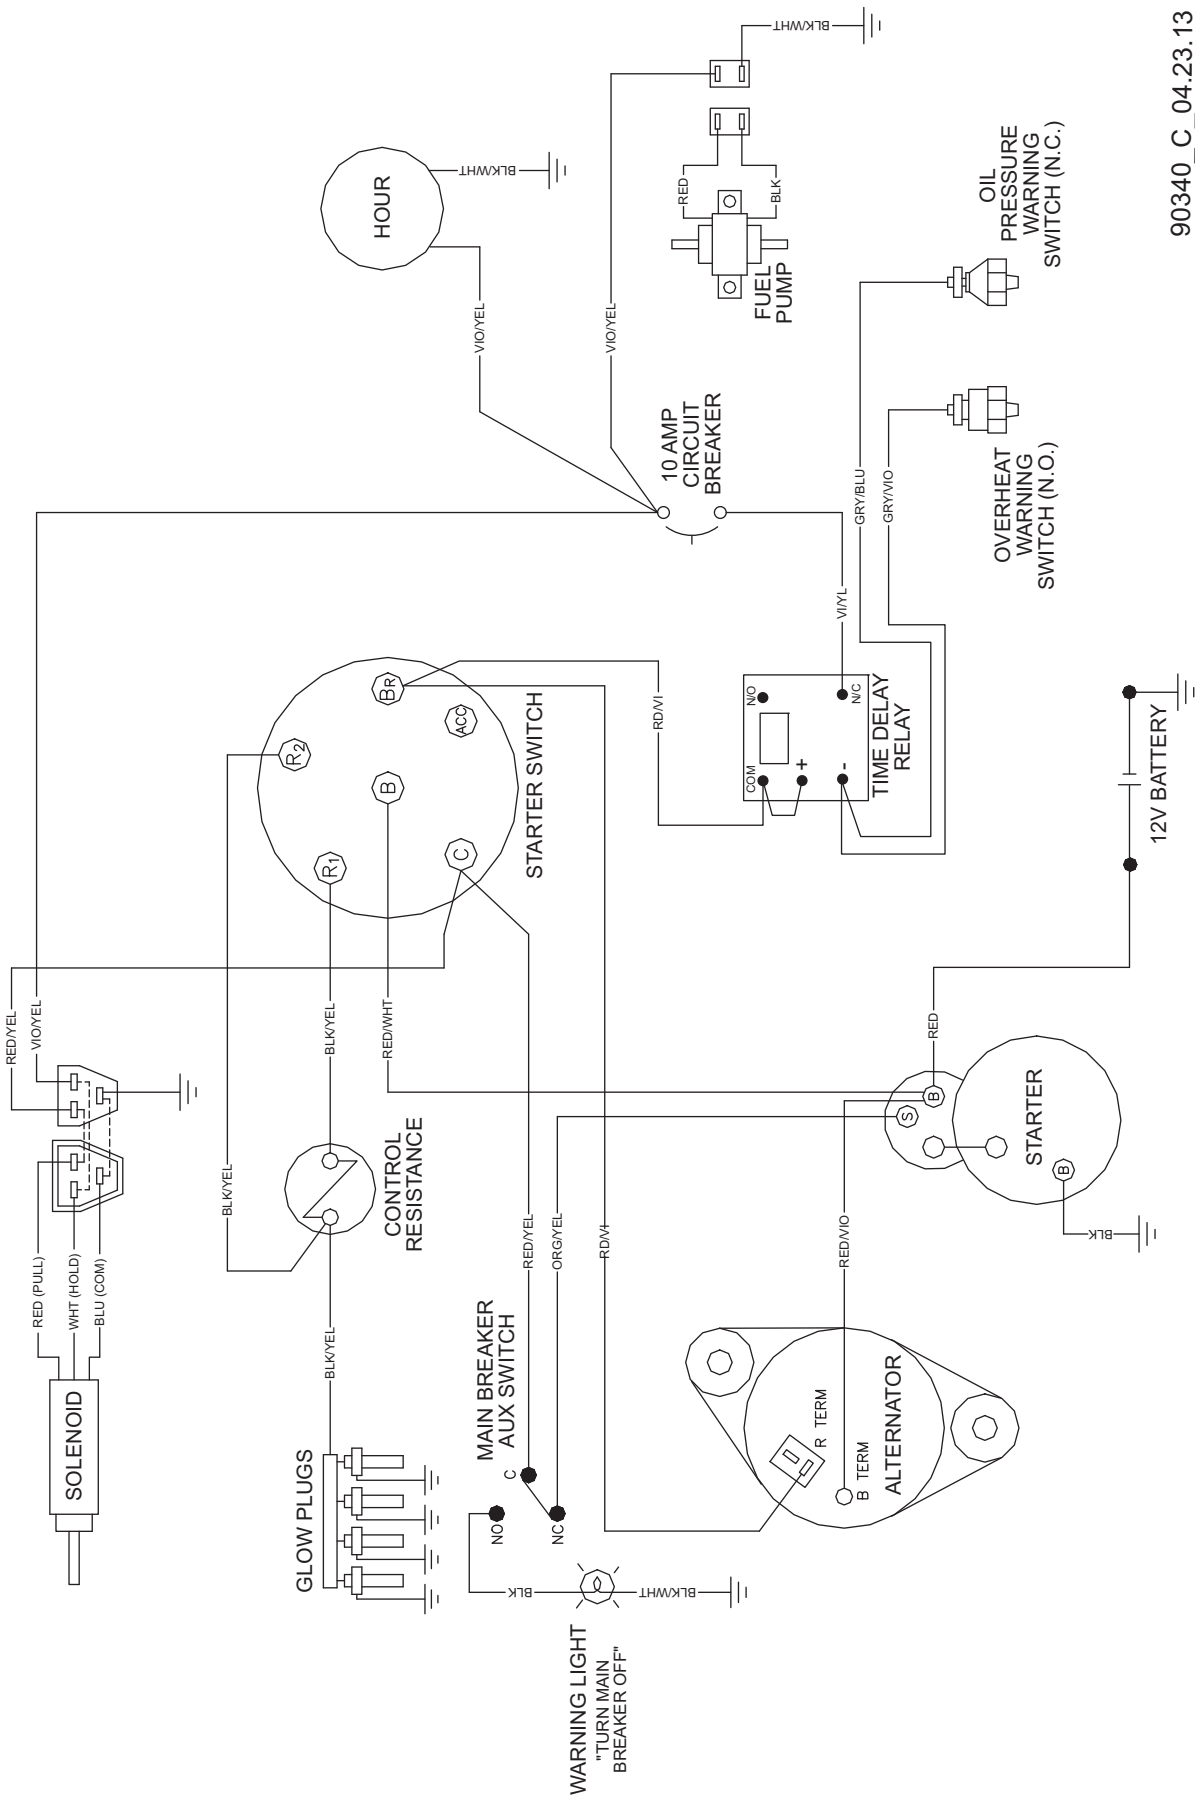 RED/YEL
VIO/YEL
RED (PULL)
WHT (HOLD)
BLU (COM)
SOLENOID
HOUR
BLK/WHT
VIO/YEL
BLK/WHT
VIO/YEL
RED
BLK
FUEL
PUMP
10 AMP
CIRCUIT
BREAKER
R1
R2
B
BR
ACC
C
STARTER SWITCH
BLK/YEL
RED/WHT
BLK/YEL
CONTROL
RESISTANCE
BLK/YEL
GLOW PLUGS
RD/VI
COM
N/O
+
-
N/C
TIME DELAY
RELAY
VI/YL
GRY/BLU
GRY/VIO
OIL
PRESSURE
WARNING
SWITCH (N.C.)
OVERHEAT
WARNING
SWITCH (N.O.)
12V BATTERY
RED
B
S
STARTER
B
BLK
RED/YEL
ORG/YEL
RD/VI
RED/VIO
MAIN BREAKER
AUX SWITCH
C
NO
NC
BLK
BLK/WHT
WARNING LIGHT
"TURN MAIN
BREAKER OFF"
R TERM
B TERM
ALTERNATOR
90340_C_04.23.13